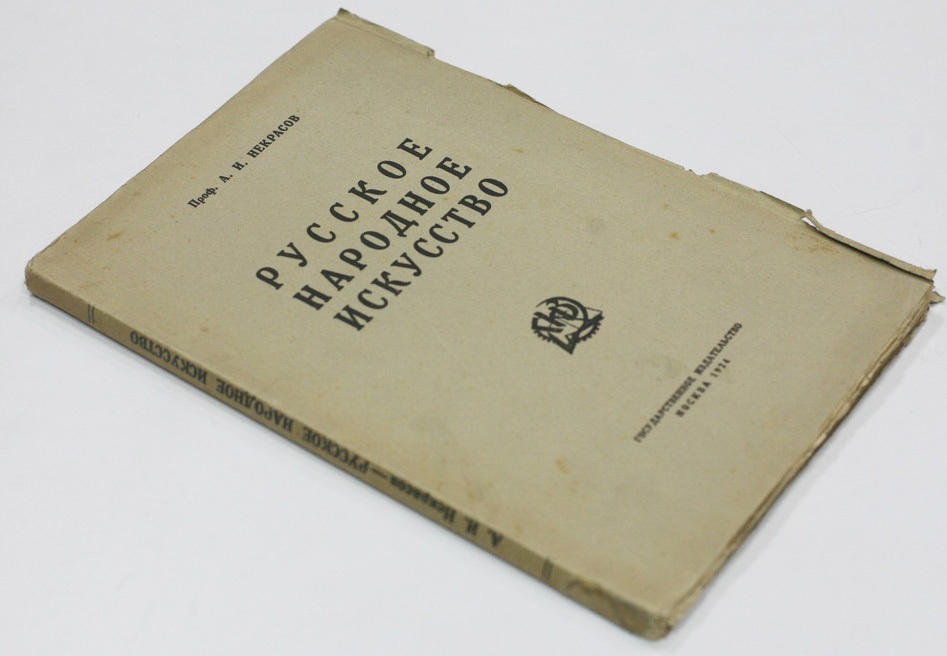 Проф. А. И. НЕКРАСОВ
РУССКОЕ
НАРОДНОЕ
ИСКУССТВО
ГОСУДАРСТВЕННОЕ ИЗДАТЕЛЬСТВО
МОСКВА 1924
А. И. Некрасов — РУССКОЕ НАРОДНОЕ ИСКУССТВО